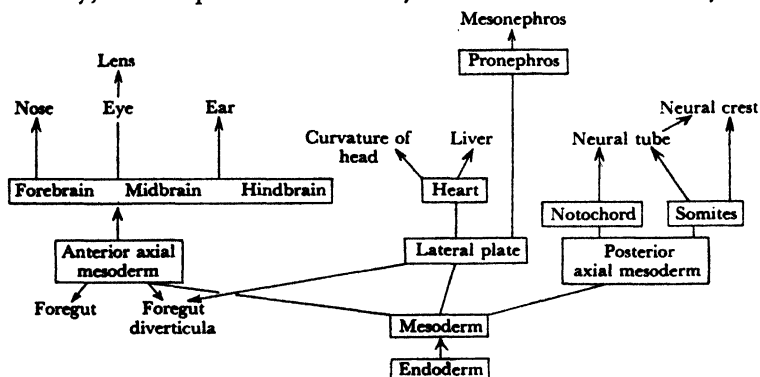 Mesonephros
Pronephros
Lens
Nose Eye Ear
Neural crest
Curvature of
head
Liver
Neural tube
Forebrain Midbrain Hindbrain
Heart
Notochord
Somites
Anterior axial
mesoderm
Lateral plate
Posterior
axial mesoderm
Foregut
Foregut
diverticula
Mesoderm
Endoderm